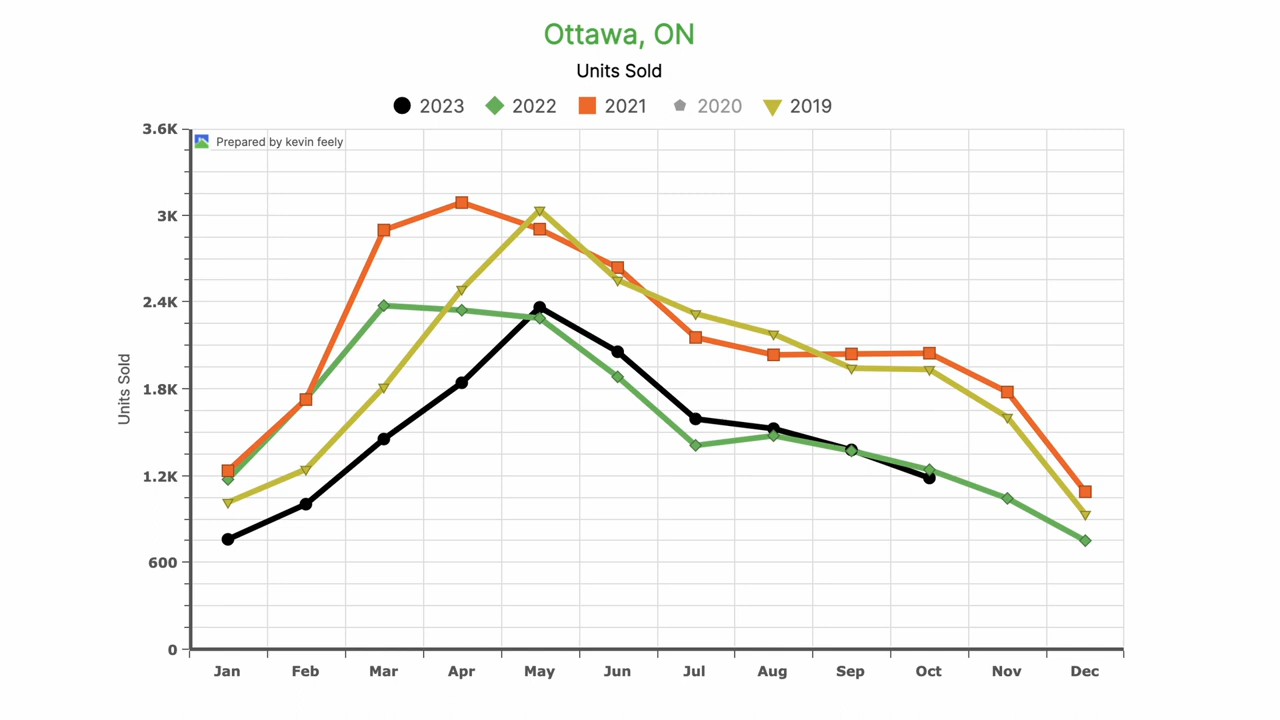 Ottawa, ON
Units Sold
2023 2022 2021 2020 2019
Prepared by kevin feely
3.6K
3K
2.4K
1.8K
1.2K
600
0
Units Sold
Jan Feb Mar Apr May Jun Jul Aug Sep Oct Nov Dec